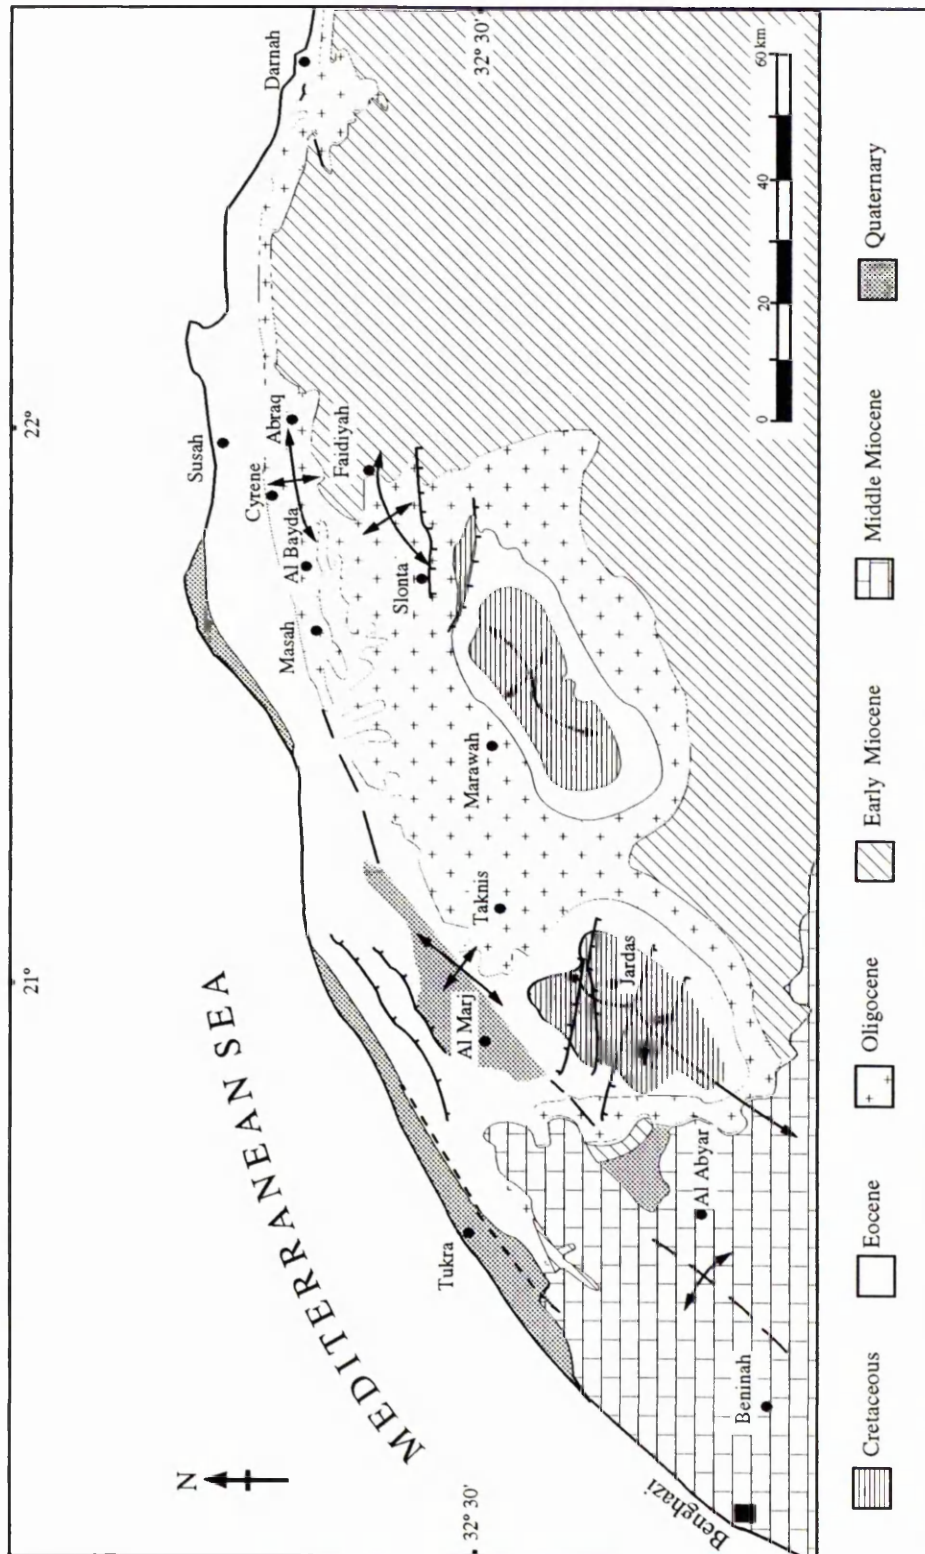 N
MEDITERRANEAN SEA
21°
22°
32° 30'
32° 30'
Darnah
Susah
Cyrene
Abraq
Al Bayda
Faidiyah
Masah
Slonta
Marawah
Taknis
Al Marj
Jardas
Tukra
Al Abyar
Beninah
Benghazi
0 20 40 60 km
Cretaceous
Eocene
Oligocene
Early Miocene
Middle Miocene
Quaternary